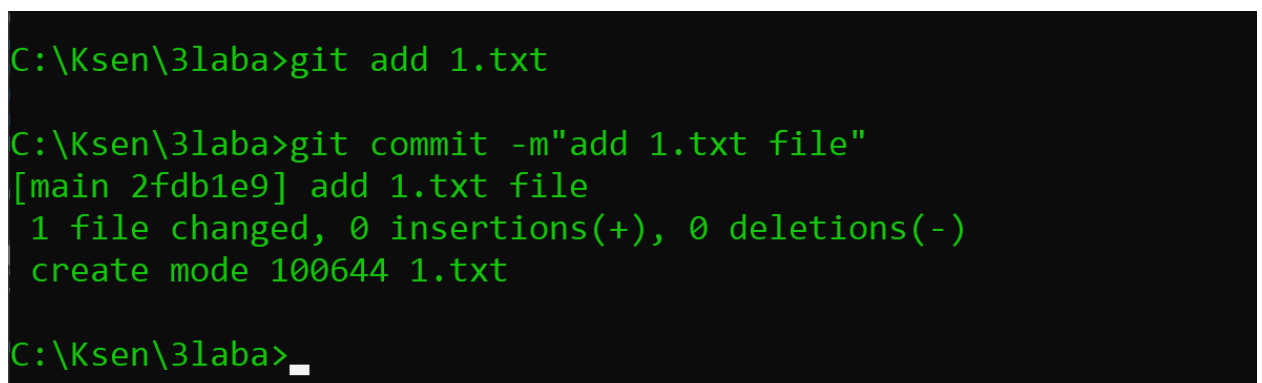 C:\Ksen\3laba>git add 1.txt
C:\Ksen\3laba>git commit -m"add 1.txt file"
[main 2fdb1e9] add 1.txt file
 1 file changed, 0 insertions(+), 0 deletions(-)
 create mode 100644 1.txt
C:\Ksen\3laba>